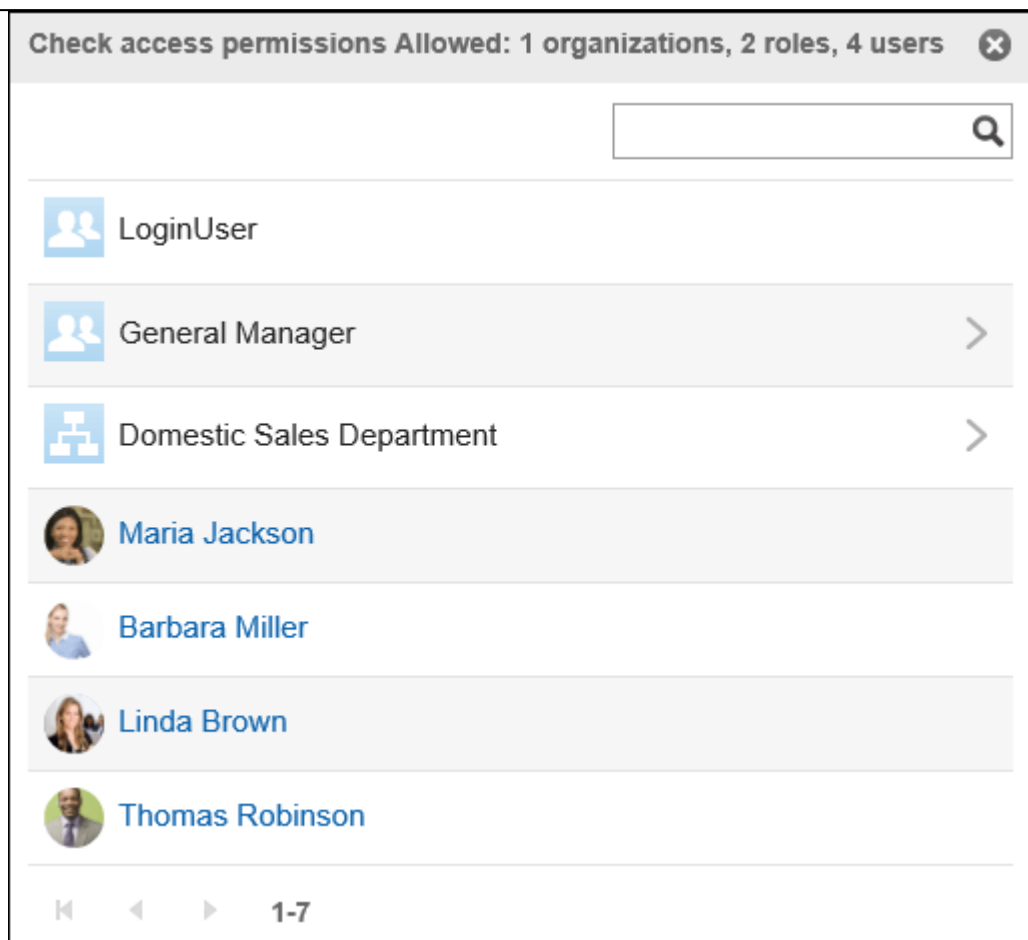 Check access permissions Allowed: 1 organizations, 2 roles, 4 users
LoginUser
General Manager
Domestic Sales Department
Maria Jackson
Barbara Miller
Linda Brown
Thomas Robinson
1-7